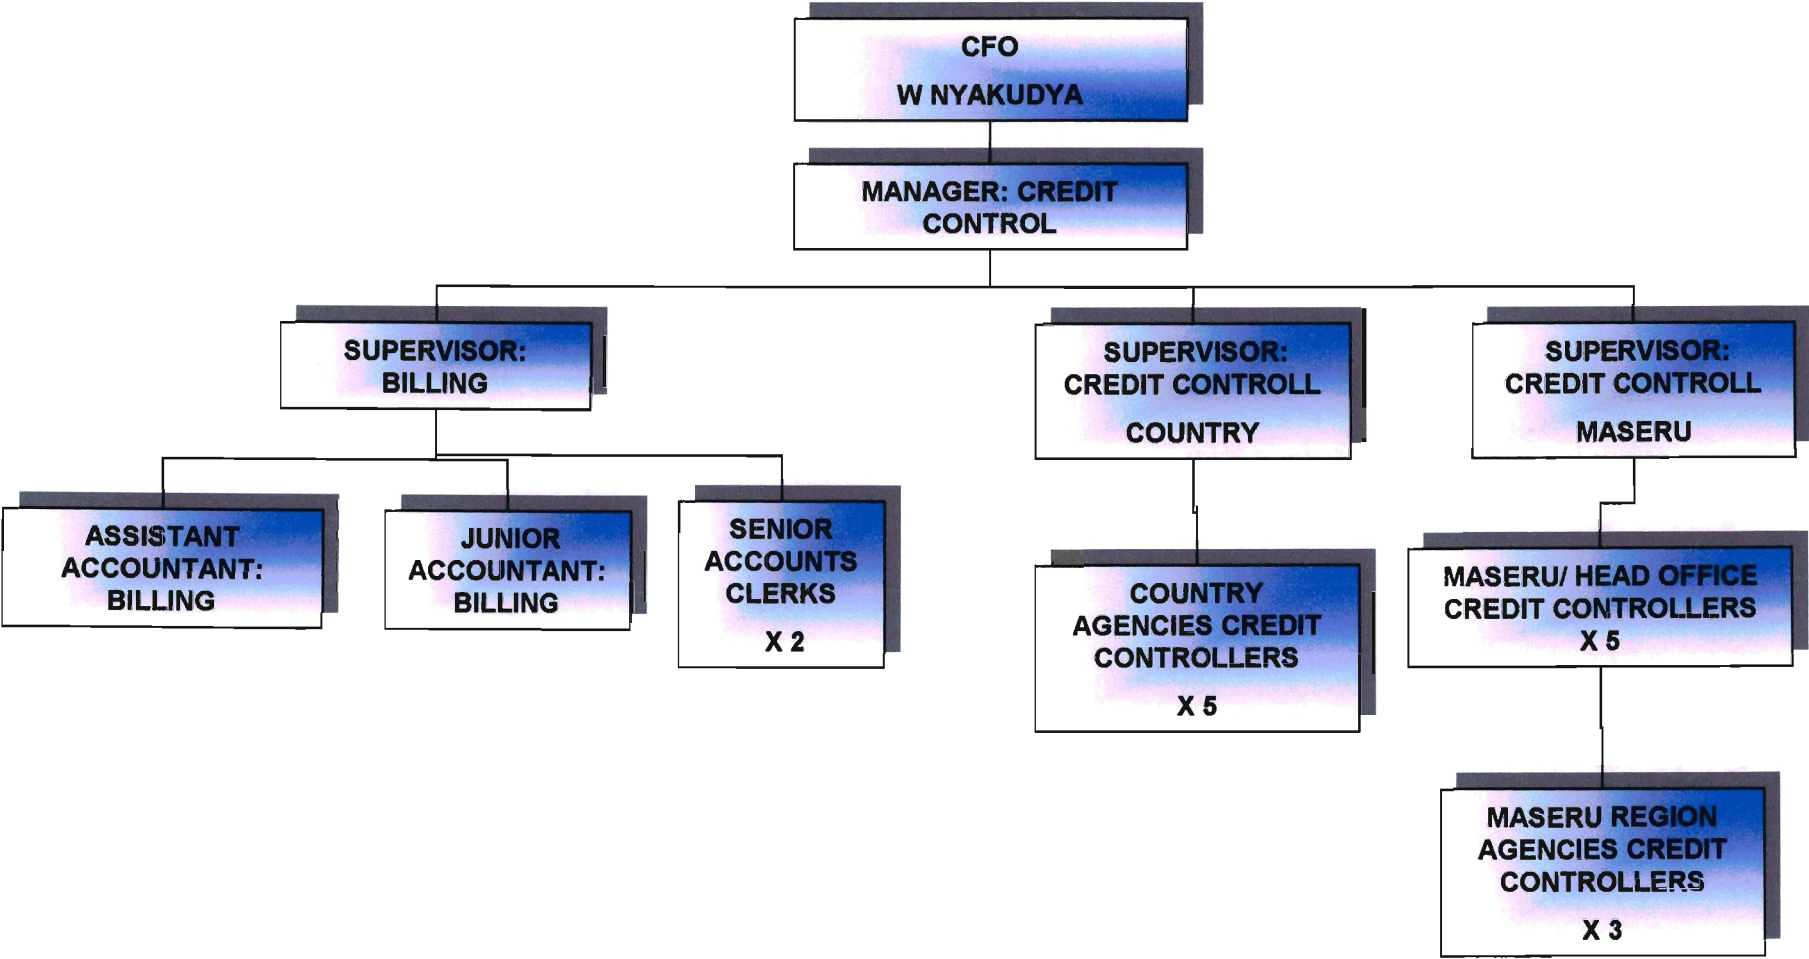 CFO
W NYAKUDYA
MANAGER: CREDIT
CONTROL
SUPERVISOR:
BILLING
SUPERVISOR:
CREDIT CONTROLL
COUNTRY
SUPERVISOR:
CREDIT CONTROLL
MASERU
ASSISTANT
ACCOUNTANT:
BILLING
JUNIOR
ACCOUNTANT:
BILLING
SENIOR
ACCOUNTS
CLERKS
X 2
COUNTRY
AGENCIES CREDIT
CONTROLLERS
X 5
MASERU/ HEAD OFFICE
CREDIT CONTROLLERS
X 5
MASERU REGION
AGENCIES CREDIT
CONTROLLERS
X 3